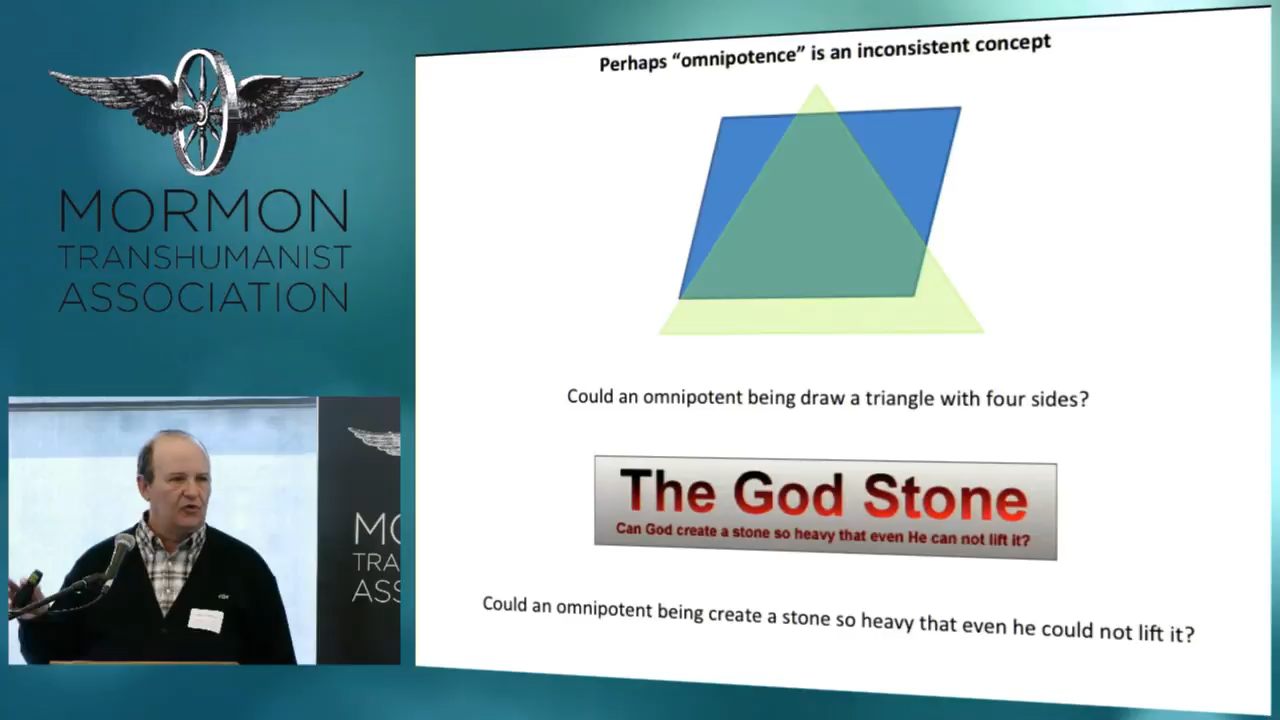 MORMON
TRANSHUMANIST
ASSOCIATION
Perhaps “omnipotence” is an inconsistent concept
Could an omnipotent being draw a triangle with four sides?
The God Stone
Can God create a stone so heavy that even He can not lift it?
Could an omnipotent being create a stone so heavy that even he could not lift it?
MO
TRA
ASS